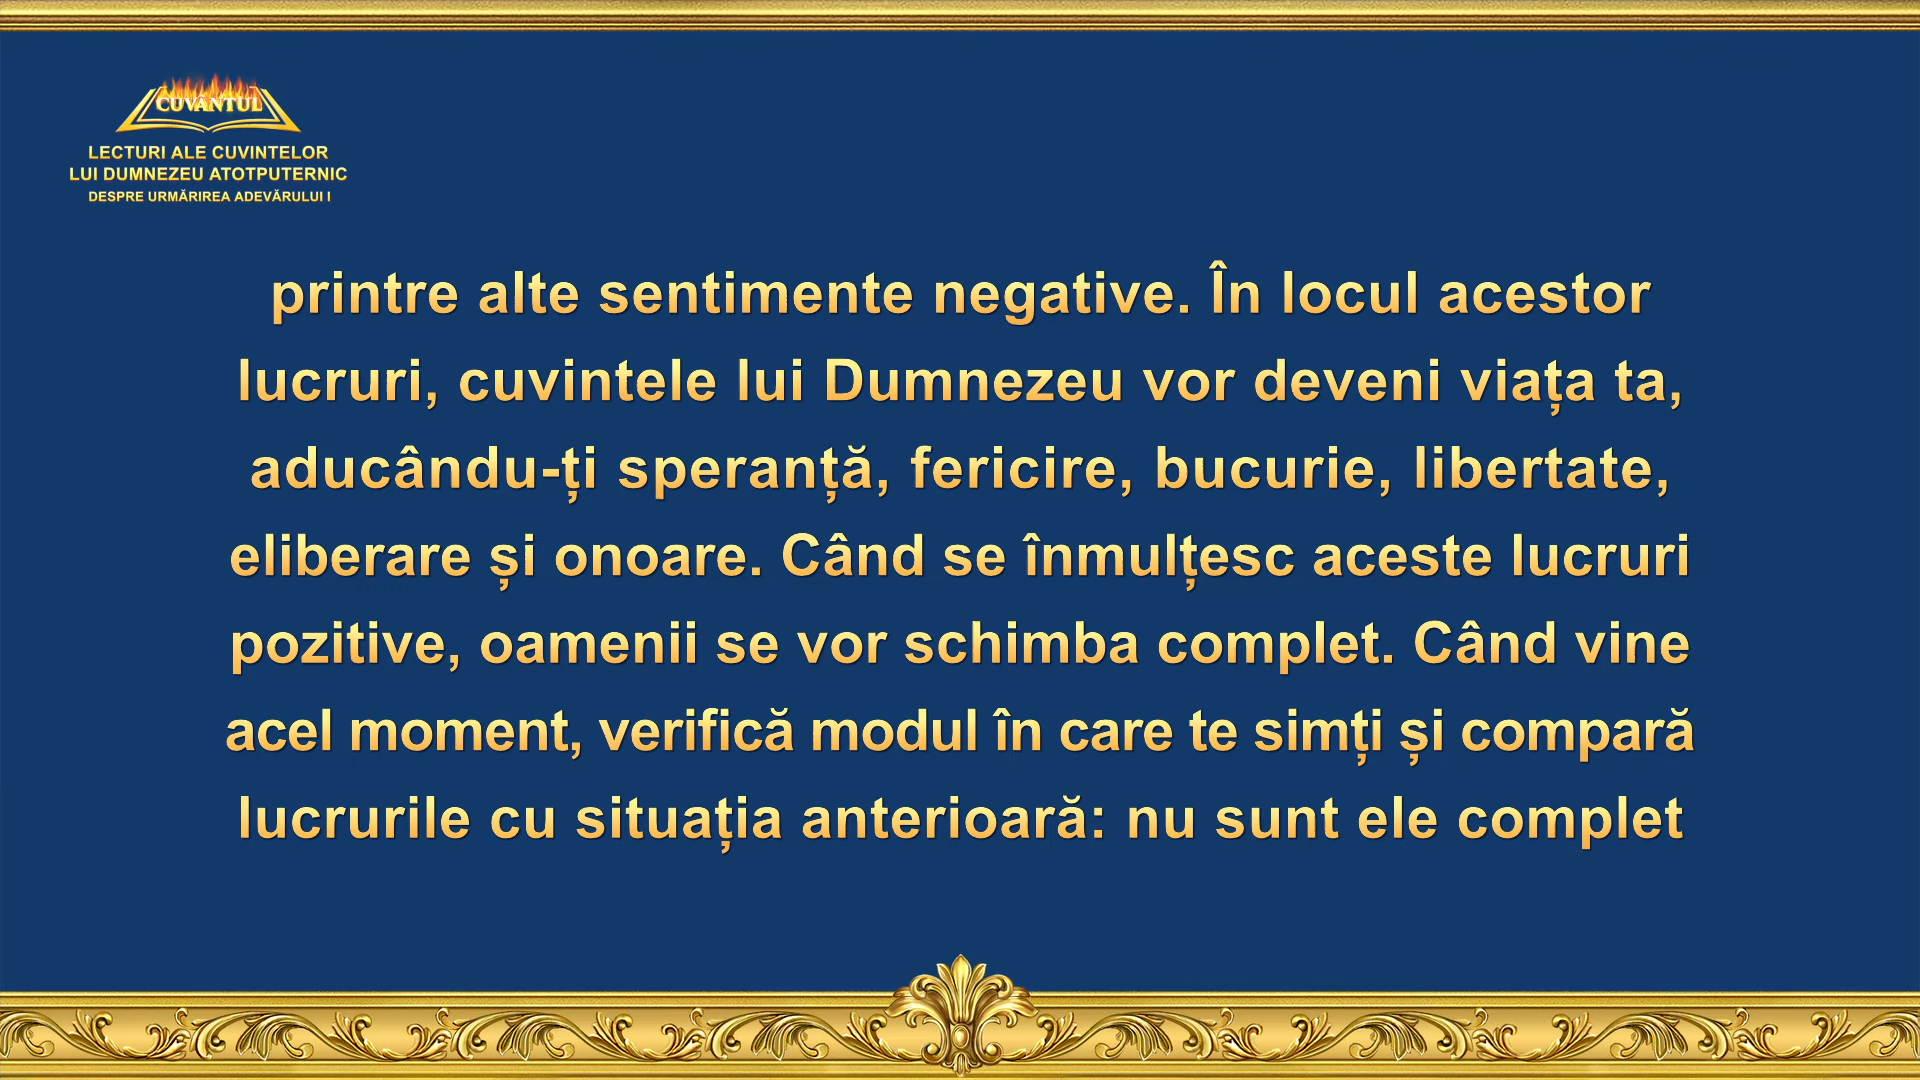 CUVÂNTUL
LECTURI ALE CUVINTELOR
LUI DUMNEZEU ATOTPUTERNIC
DESPRE URMĂRIREA ADEVĂRULUI I
printre alte sentimente negative. În locul acestor
lucruri, cuvintele lui Dumnezeu vor deveni viața ta,
aducându-ți speranță, fericire, bucurie, libertate,
eliberare și onoare. Când se înmulțesc aceste lucruri
pozitive, oamenii se vor schimba complet. Când vine
acel moment, verifică modul în care te simți și compară
lucrurile cu situația anterioară: nu sunt ele complet